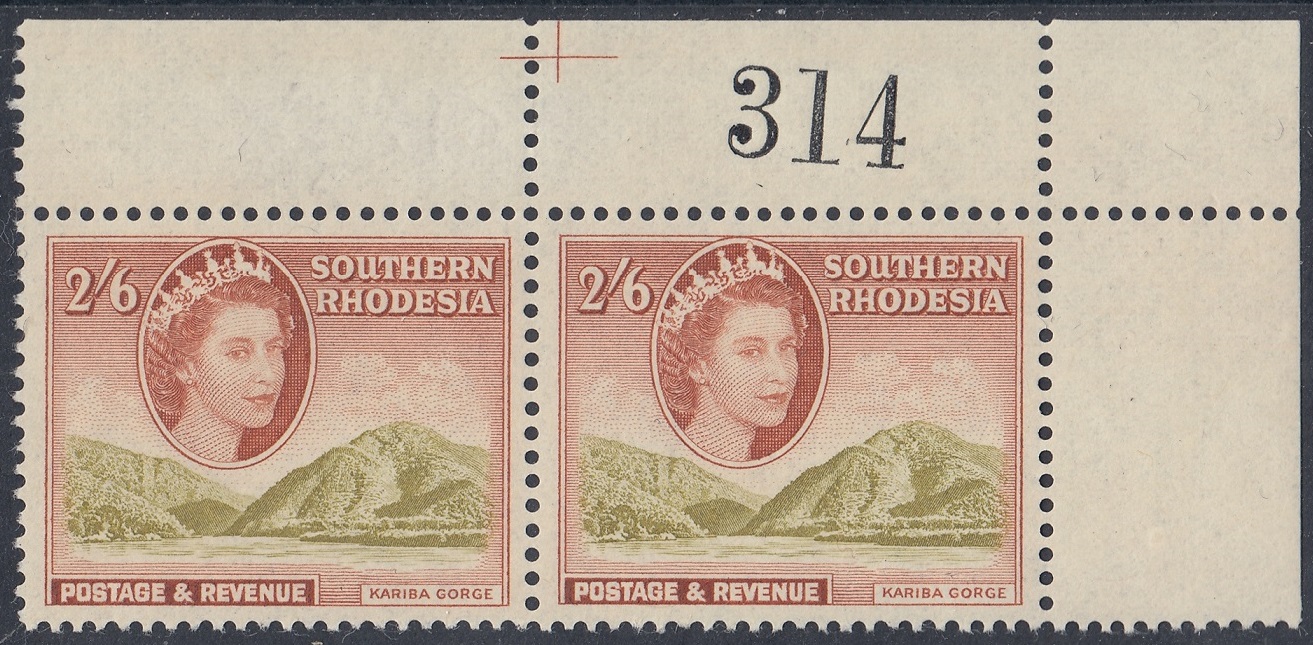 314
2/6 SOUTHERN
RHODESIA
POSTAGE & REVENUE
KARIBA GORGE
2/6 SOUTHERN
RHODESIA
POSTAGE & REVENUE
KARIBA GORGE